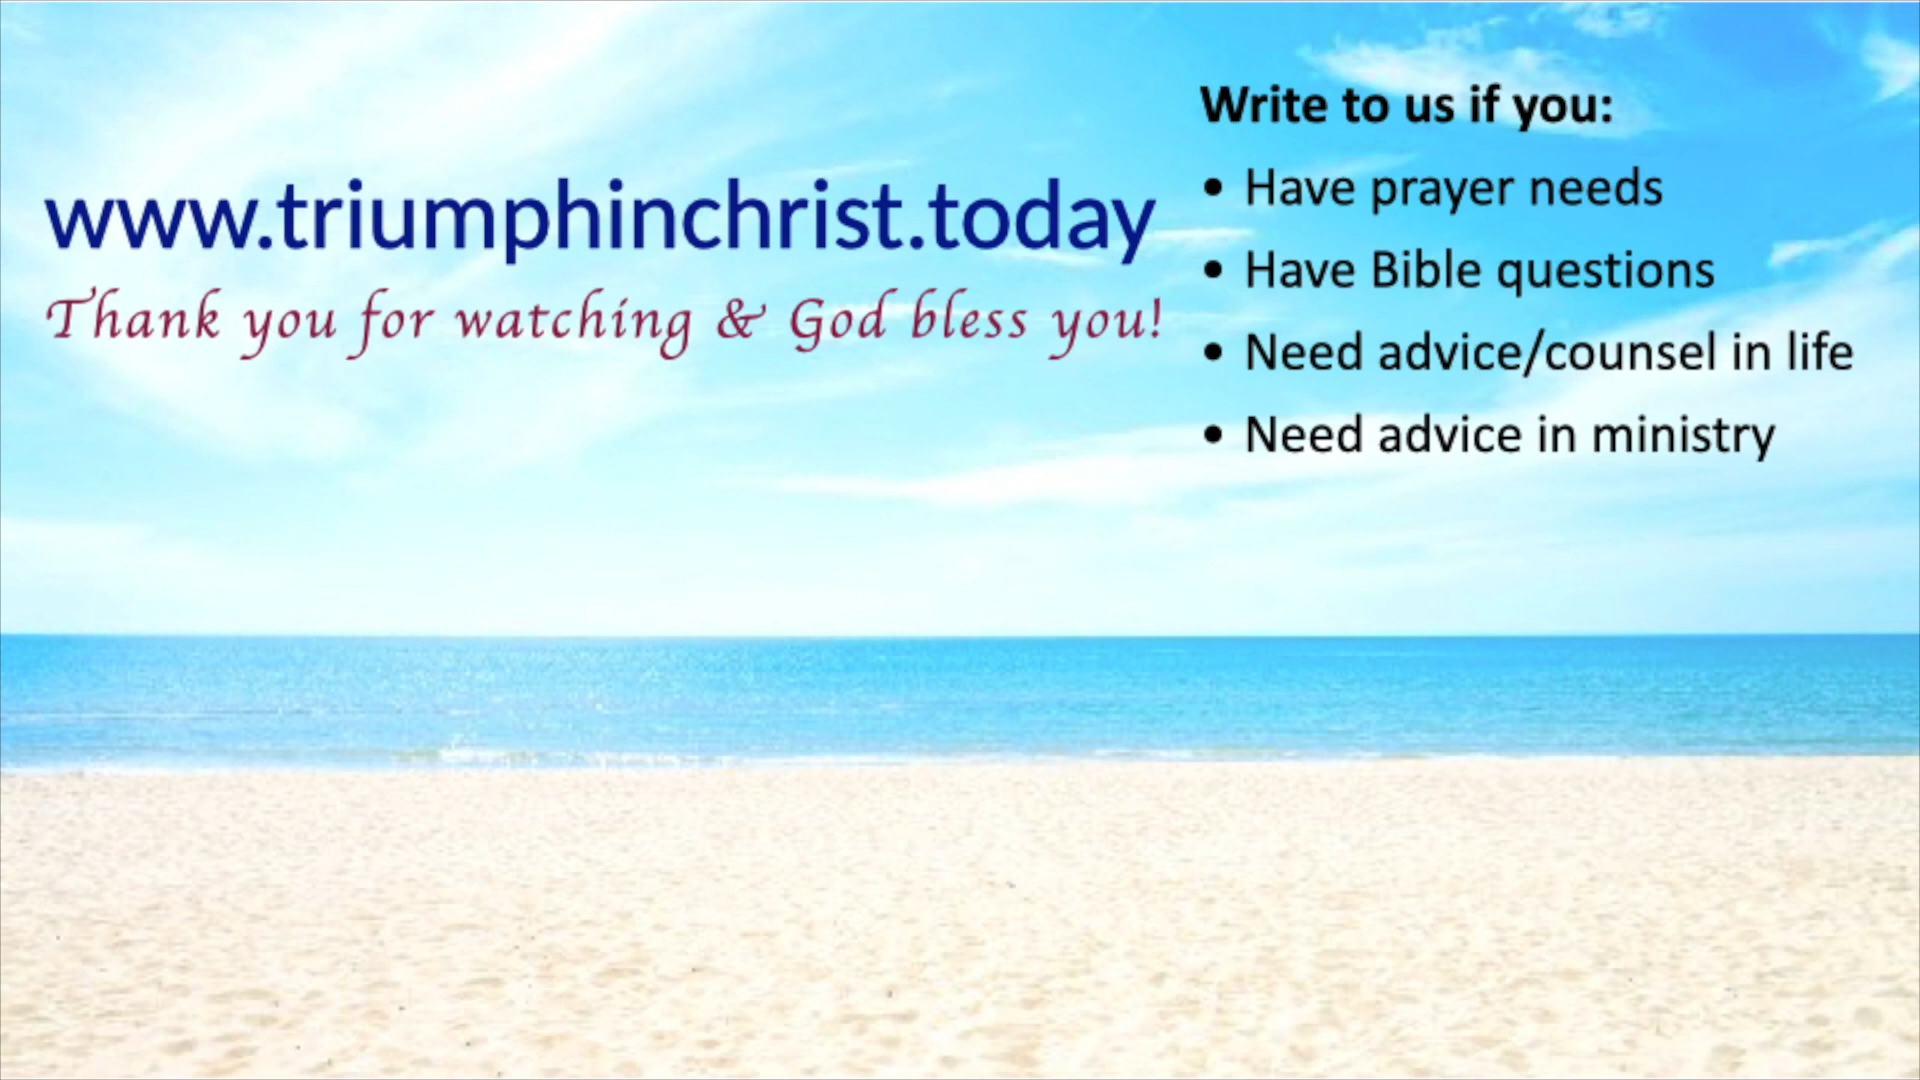 www.triumphinchrist.today
Thank you for watching & God bless you!
Write to us if you:
• Have prayer needs
• Have Bible questions
• Need advice/counsel in life
• Need advice in ministry